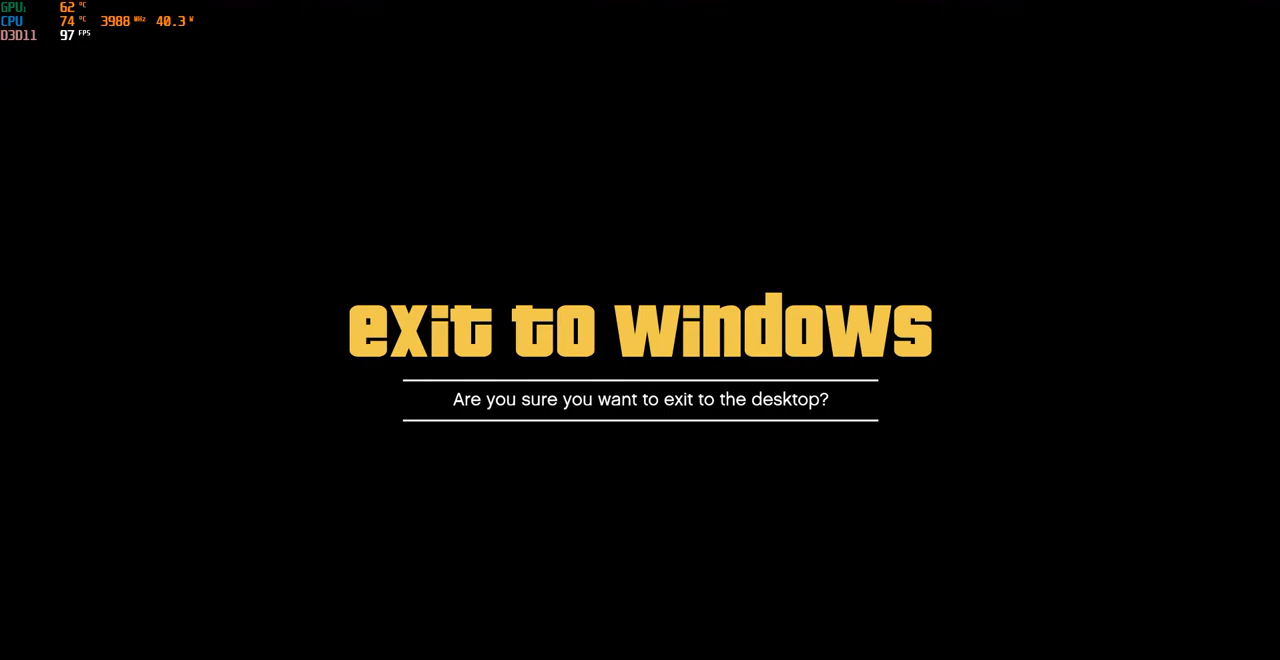 GPU 62 °C
CPU 74 °C 3988 MHz 40.3 W
D3D11 97 FPS
exit to windows
Are you sure you want to exit to the desktop?